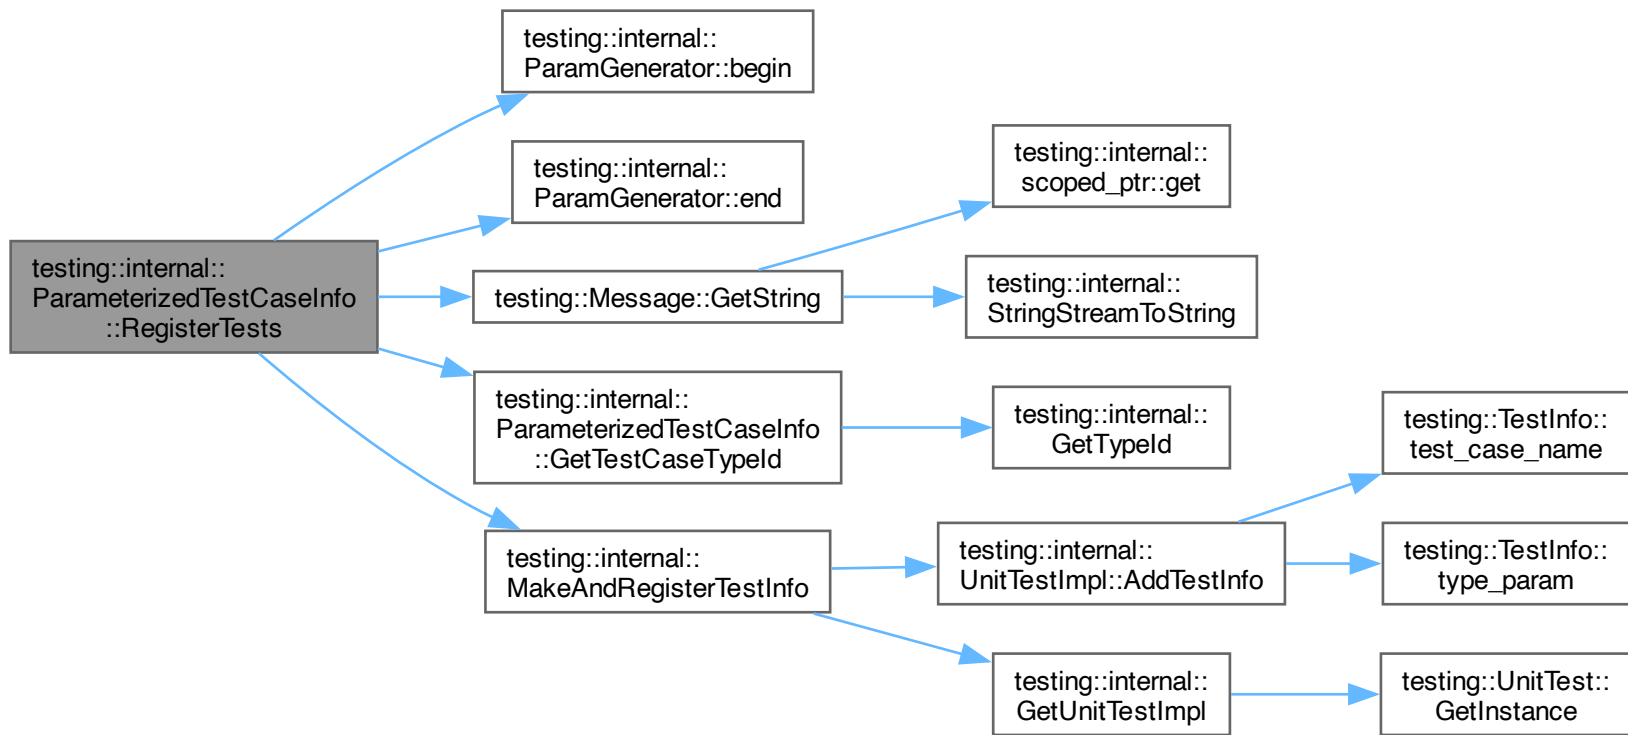 testing::internal::
ParameterizedTestCaseInfo
::RegisterTests
testing::internal::
ParamGenerator::begin
testing::internal::
ParamGenerator::end
testing::Message::GetString
testing::internal::
scoped_ptr::get
testing::internal::
StringStreamToString
testing::internal::
ParameterizedTestCaseInfo
::GetTestCaseTypeId
testing::internal::
GetTypeId
testing::internal::
MakeAndRegisterTestInfo
testing::internal::
UnitTestImpl::AddTestInfo
testing::TestInfo::
test_case_name
testing::TestInfo::
type_param
testing::internal::
GetUnitTestImpl
testing::UnitTest::
GetInstance